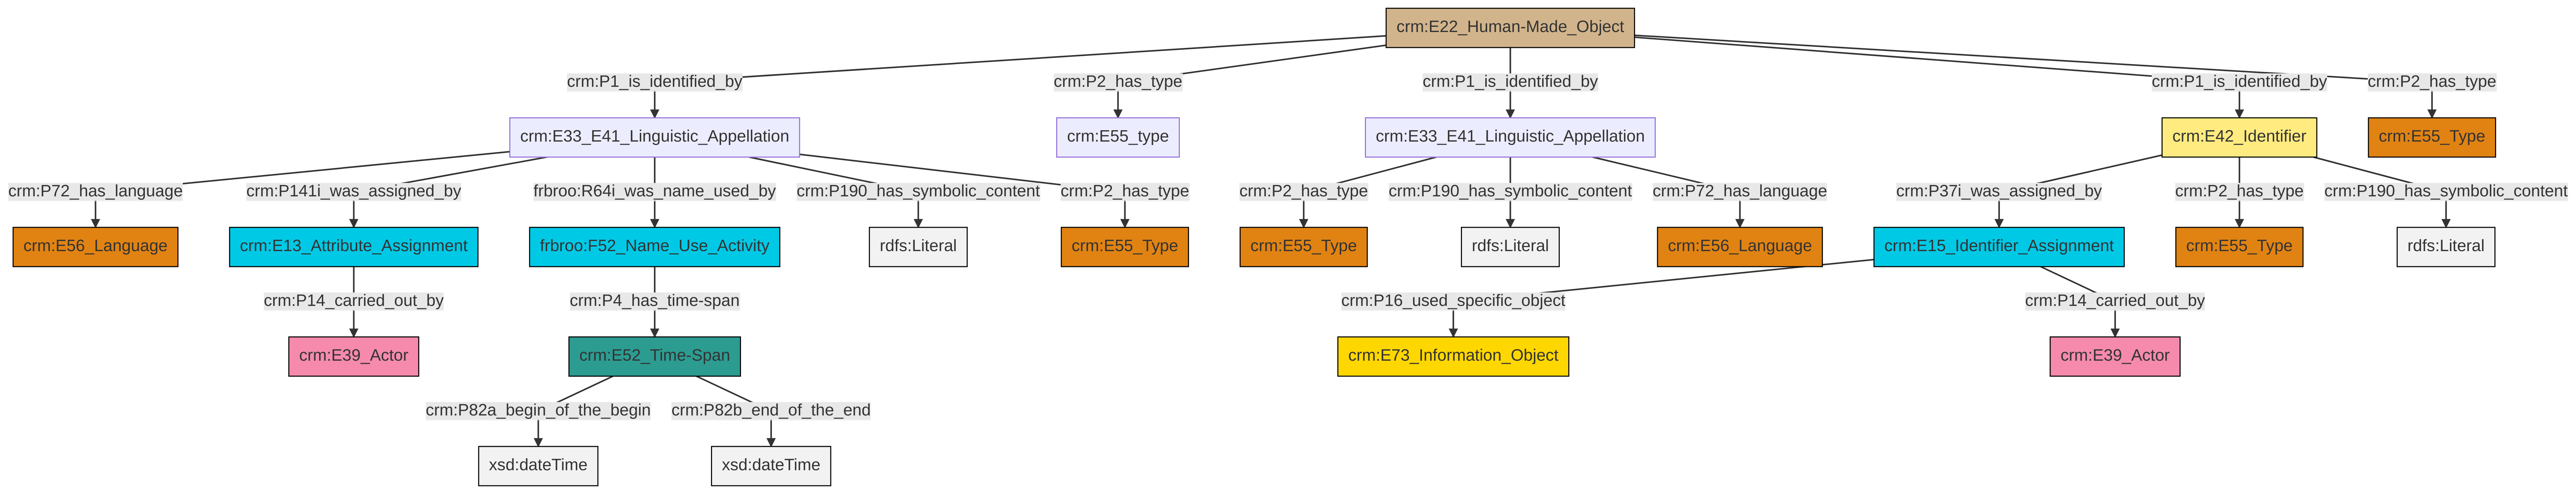 crm:E22_Human-Made_Object
crm:P1_is_identified_by
crm:P2_has_type
crm:P1_is_identified_by
crm:P1_is_identified_by
crm:P2_has_type
crm:E33_E41_Linguistic_Appellation
crm:E55_type
crm:E33_E41_Linguistic_Appellation
crm:E42_Identifier
crm:E55_Type
crm:P72_has_language
crm:P141i_was_assigned_by
frbroo:R64i_was_name_used_by
crm:P190_has_symbolic_content
crm:P2_has_type
crm:P2_has_type
crm:P190_has_symbolic_content
crm:P72_has_language
crm:P37i_was_assigned_by
crm:P2_has_type
crm:P190_has_symbolic_content
crm:E56_Language
crm:E13_Attribute_Assignment
frbroo:F52_Name_Use_Activity
rdfs:Literal
crm:E55_Type
crm:E55_Type
rdfs:Literal
crm:E56_Language
crm:E15_Identifier_Assignment
crm:E55_Type
rdfs:Literal
crm:P14_carried_out_by
crm:P4_has_time-span
crm:P16_used_specific_object
crm:P14_carried_out_by
crm:E39_Actor
crm:E52_Time-Span
crm:E73_Information_Object
crm:E39_Actor
crm:P82a_begin_of_the_begin
crm:P82b_end_of_the_end
xsd:dateTime
xsd:dateTime